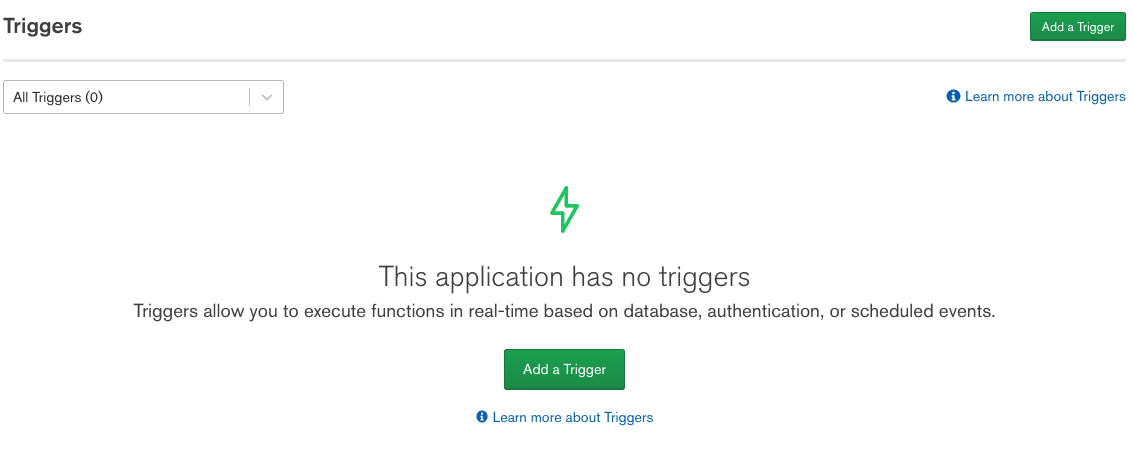 Triggers
Add a Trigger
All Triggers (0)
Learn more about Triggers
This application has no triggers
Triggers allow you to execute functions in real-time based on database, authentication, or scheduled events.
Add a Trigger
Learn more about Triggers